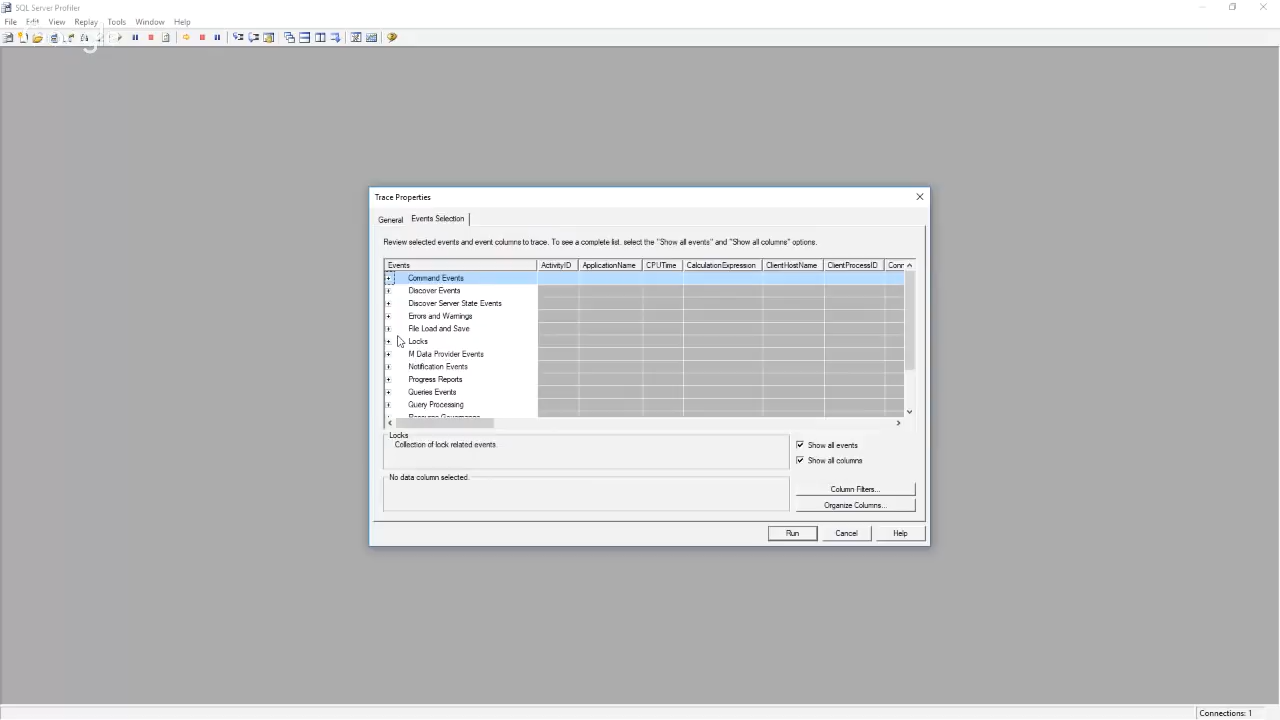 SQL Server Profiler
File Edit View Replay Tools Window Help
Trace Properties
General Events Selection
Review selected events and event columns to trace. To see a complete list, select the "Show all events" and "Show all columns" options.
Events ActivityID ApplicationName CPUTime CalculationExpression ClientHostName ClientProcessID Conr
Command Events
Discover Events
Discover Server State Events
Errors and Warnings
File Load and Save
Locks
M Data Provider Events
Notification Events
Progress Reports
Queries Events
Query Processing
Resource Governance
Locks
Collection of lock related events.
Show all events
Show all columns
No data column selected.
Column Filters...
Organize Columns...
Run Cancel Help
Connections: 1